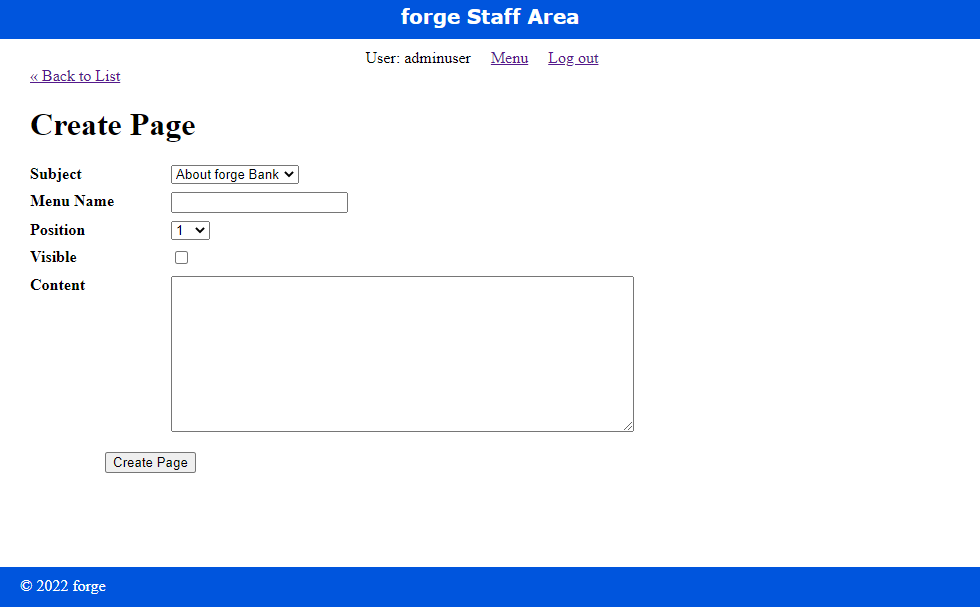 forge Staff Area
User: adminuser Menu Log out
« Back to List
Create Page
Subject About forge Bank
Menu Name
Position 1
Visible
Content
Create Page
© 2022 forge